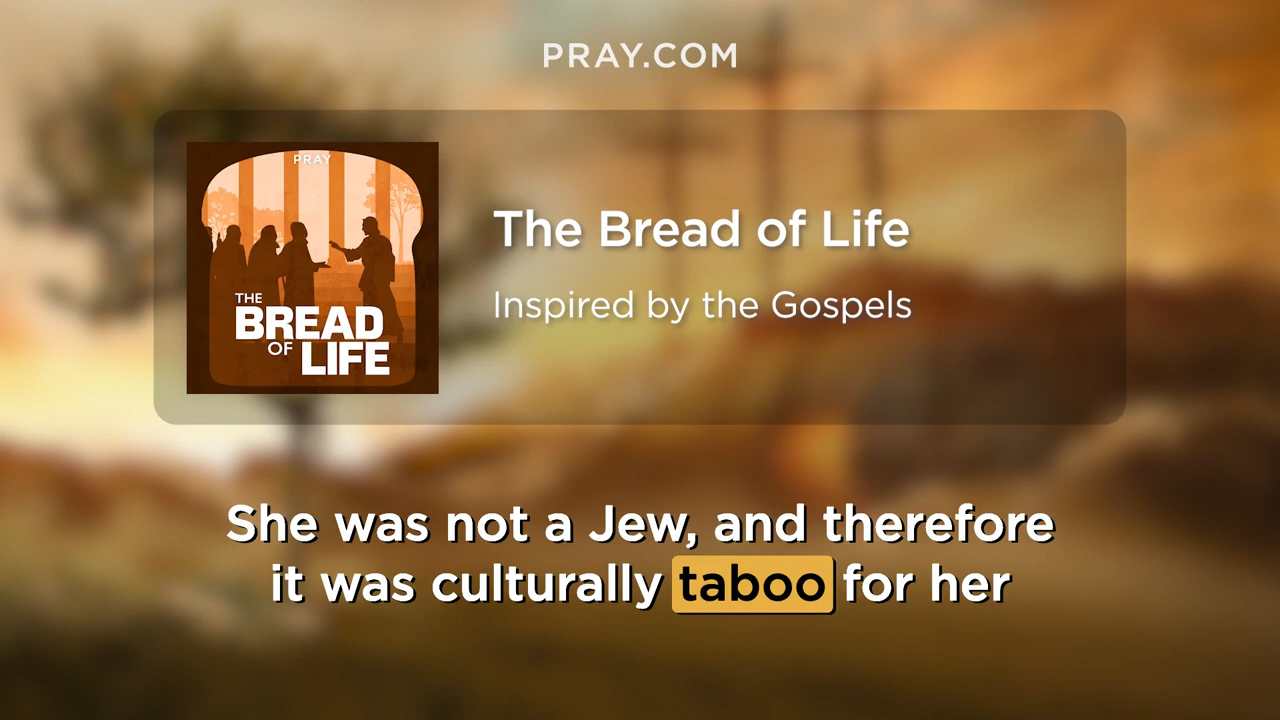 PRAY.COM
PRAY
THE
BREAD
OF LIFE
The Bread of Life
Inspired by the Gospels
She was not a Jew, and therefore
it was culturally taboo for her